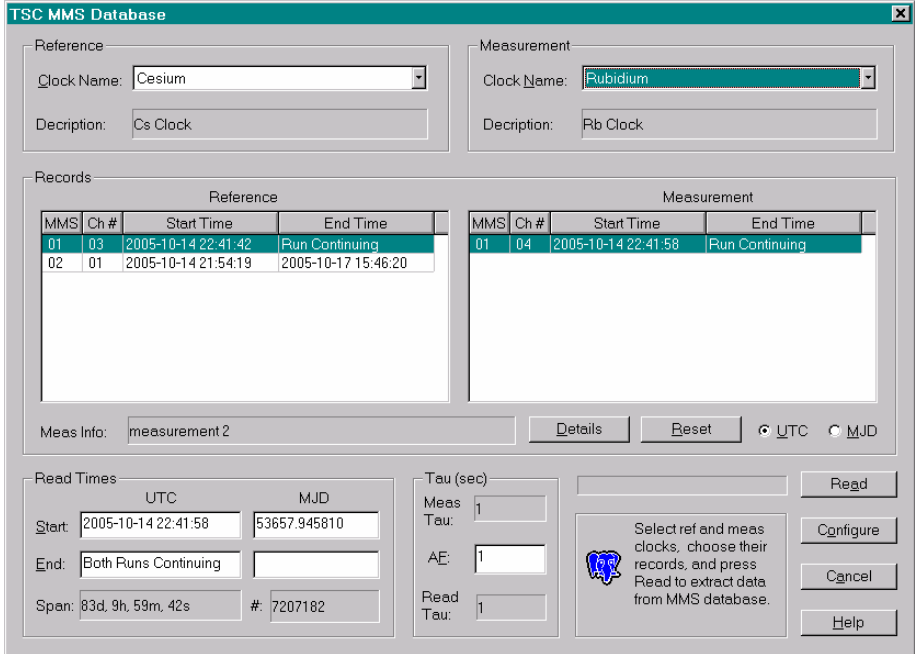 TSC MMS Database
Reference
Clock Name: Cesium
Decription: Cs Clock
Measurement
Clock Name: Rubidium
Decription: Rb Clock
Records
Reference
MMS Ch # Start Time End Time
01 03 2005-10-14 22:41:42 Run Continuing
02 01 2005-10-14 21:54:19 2005-10-17 15:46:20
Measurement
MMS Ch # Start Time End Time
01 04 2005-10-14 22:41:58 Run Continuing
Meas Info: measurement 2
Details Reset UTC MJD
Read Times
UTC MJD
Start: 2005-10-14 22:41:58 53657.945810
End: Both Runs Continuing
Span: 83d, 9h, 59m, 42s #: 7207182
Tau (sec)
Meas
Tau: 1
AF: 1
Read
Tau: 1
Select ref and meas
clocks, choose their
records, and press
Read to extract data
from MMS database.
Read
Configure
Cancel
Help